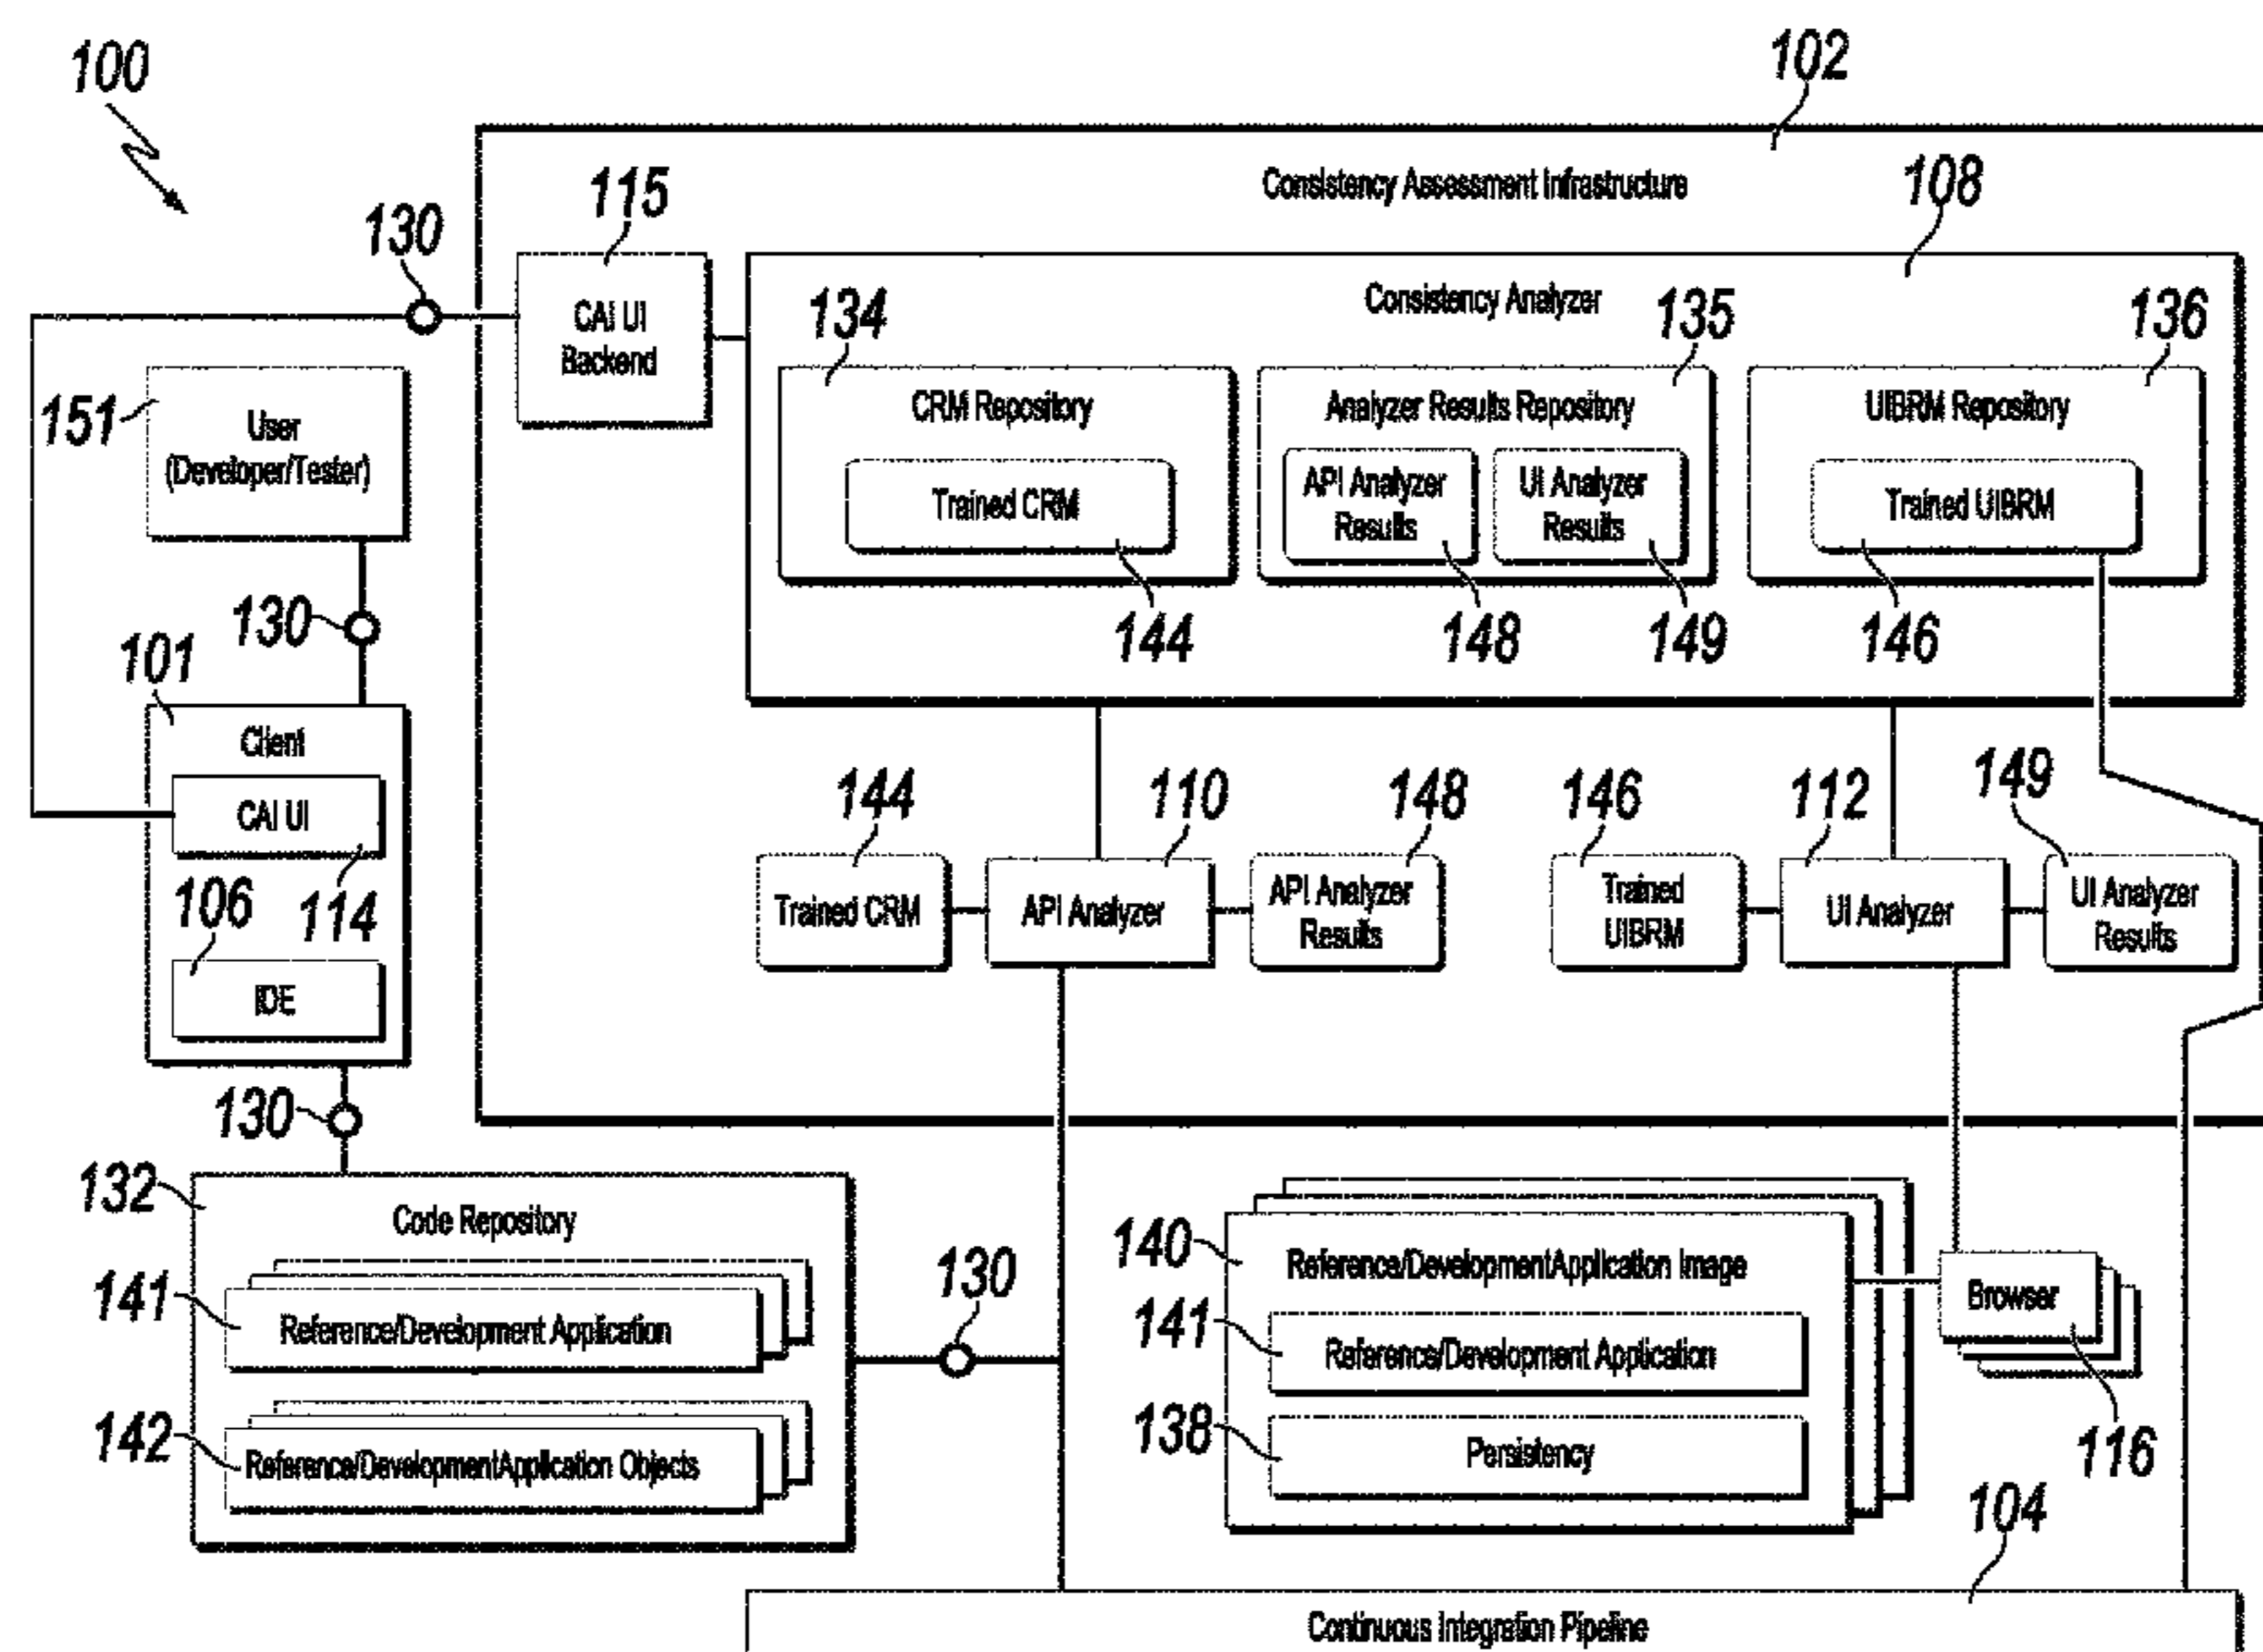 100
102
Consistency Assessment Infrastructure
108
115
130
CAI UI
Backend
Consistency Analyzer
134
135
136
CRM Repository
Analyzer Results Repository
UIBRM Repository
Trained CRM
API Analyzer
Results
UI Analyzer
Results
Trained UIBRM
144
148
149
146
151
User
(Developer/Tester)
130
101
Client
CAI UI
114
106
IDE
130
144
110
148
146
112
149
Trained CRM
API Analyzer
API Analyzer
Results
Trained
UIBRM
UI Analyzer
UI Analyzer
Results
132
Code Repository
141
Reference/Development Application
142
Reference/DevelopmentApplication Objects
130
140
Reference/DevelopmentApplication Image
141
Reference/Development Application
138
Persistency
Browser
116
104
Continuous Integration Pipeline